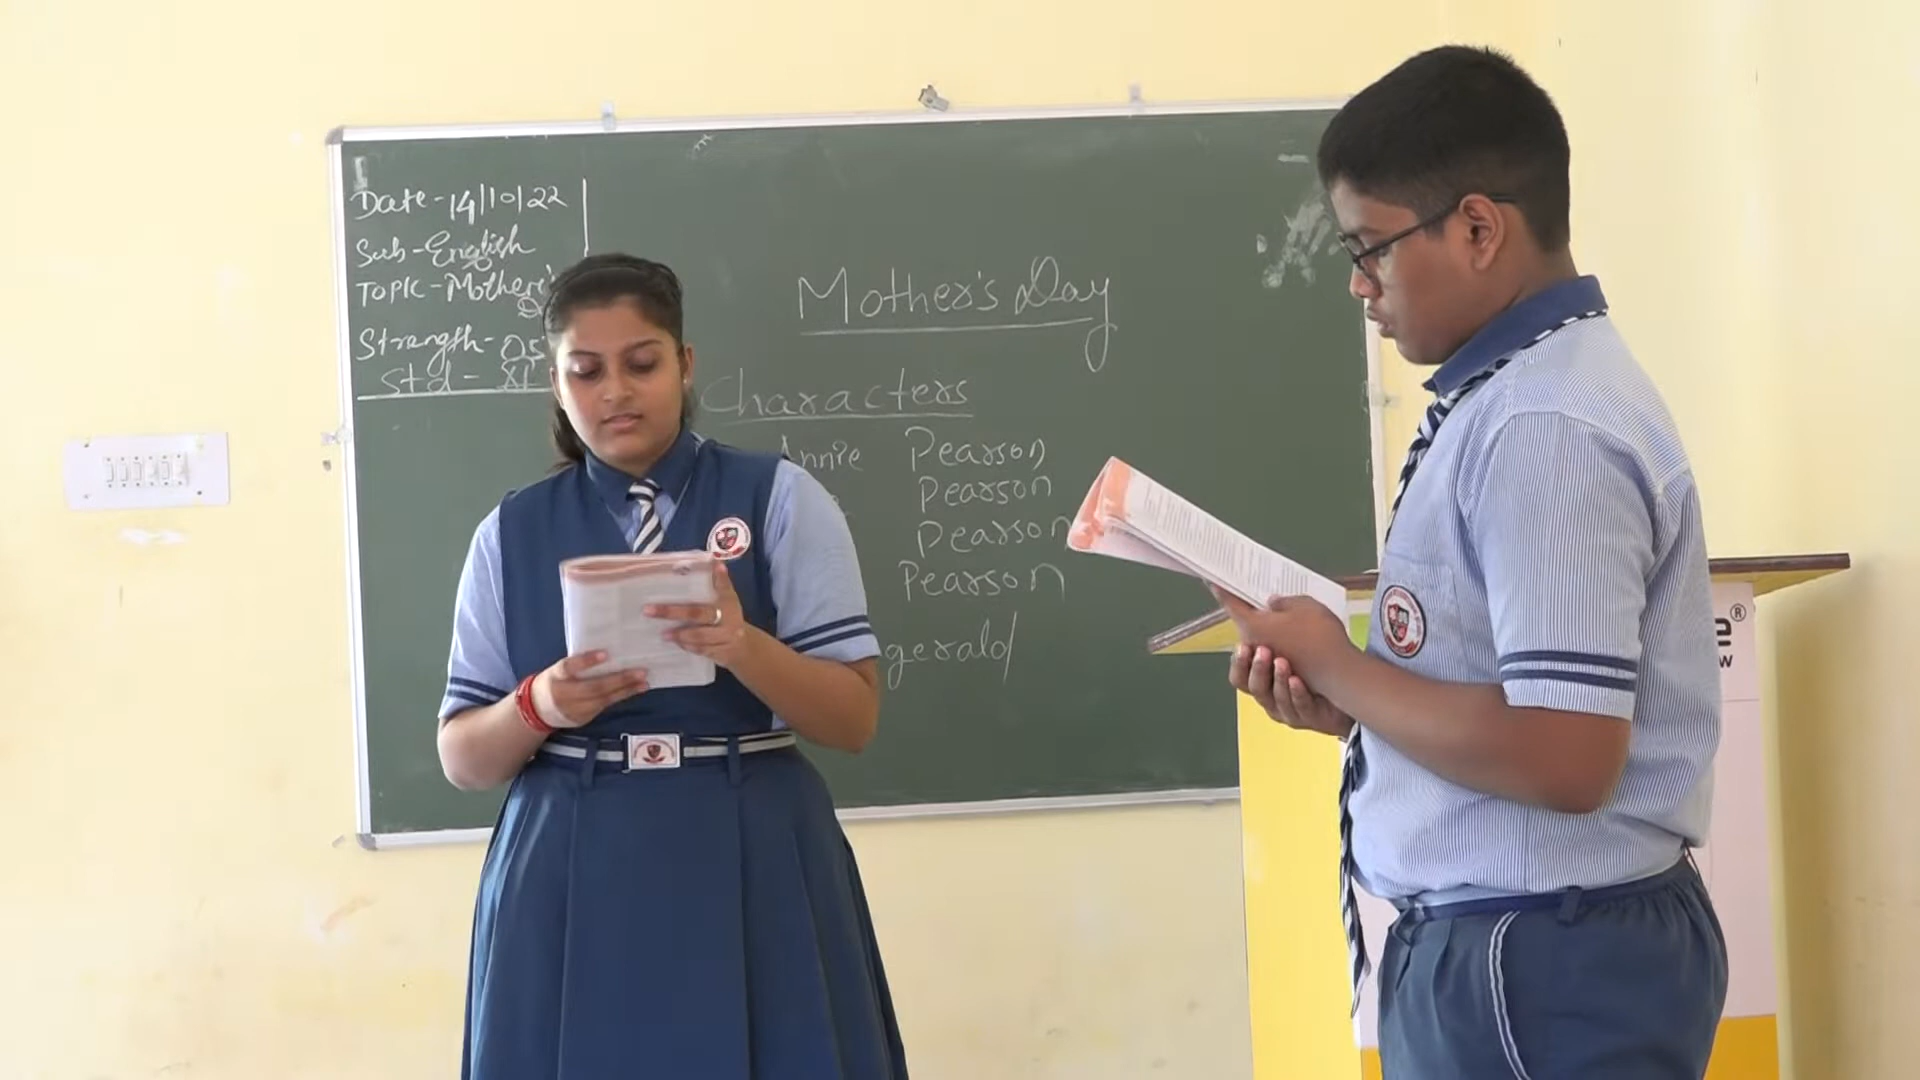 Date-14/10/22
Sub-English
Topic-Mother's
Strength-05
Std-XI
Mother's Day
Characters
Annie Pearson
Pearson
Pearson
Pearson
gerald